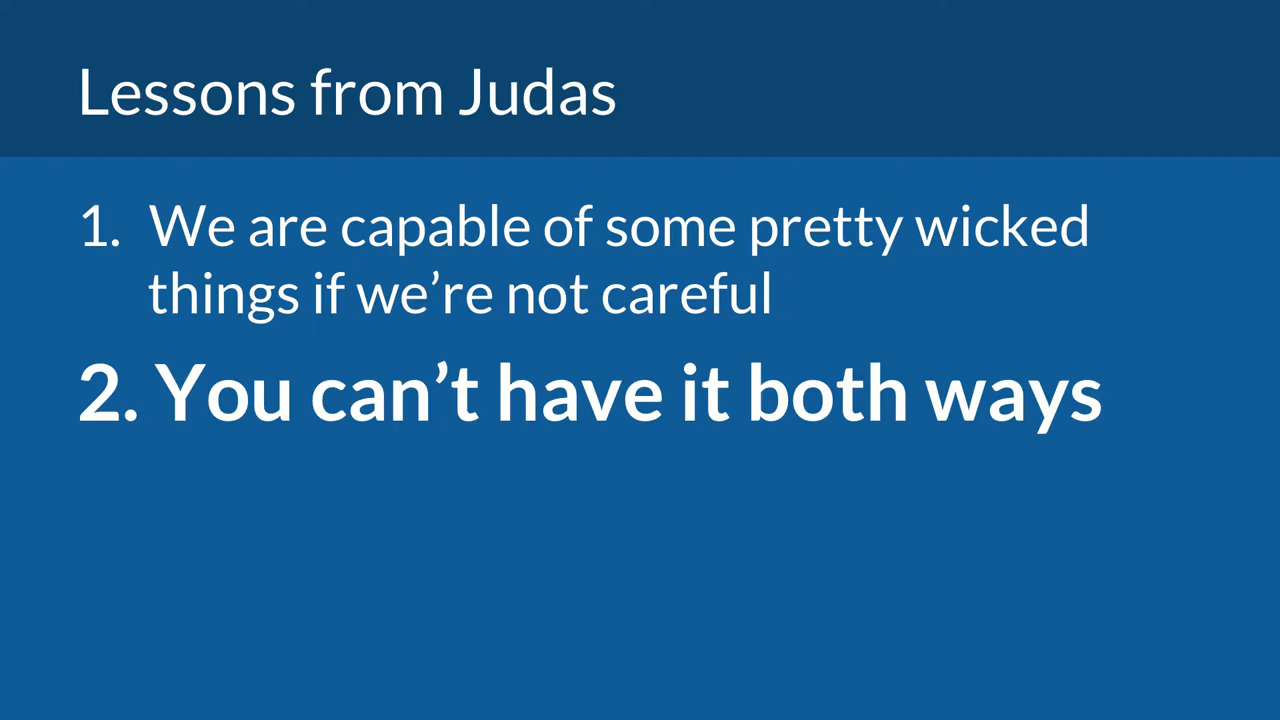 Lessons from Judas
1. We are capable of some pretty wicked
things if we’re not careful
2. You can’t have it both ways